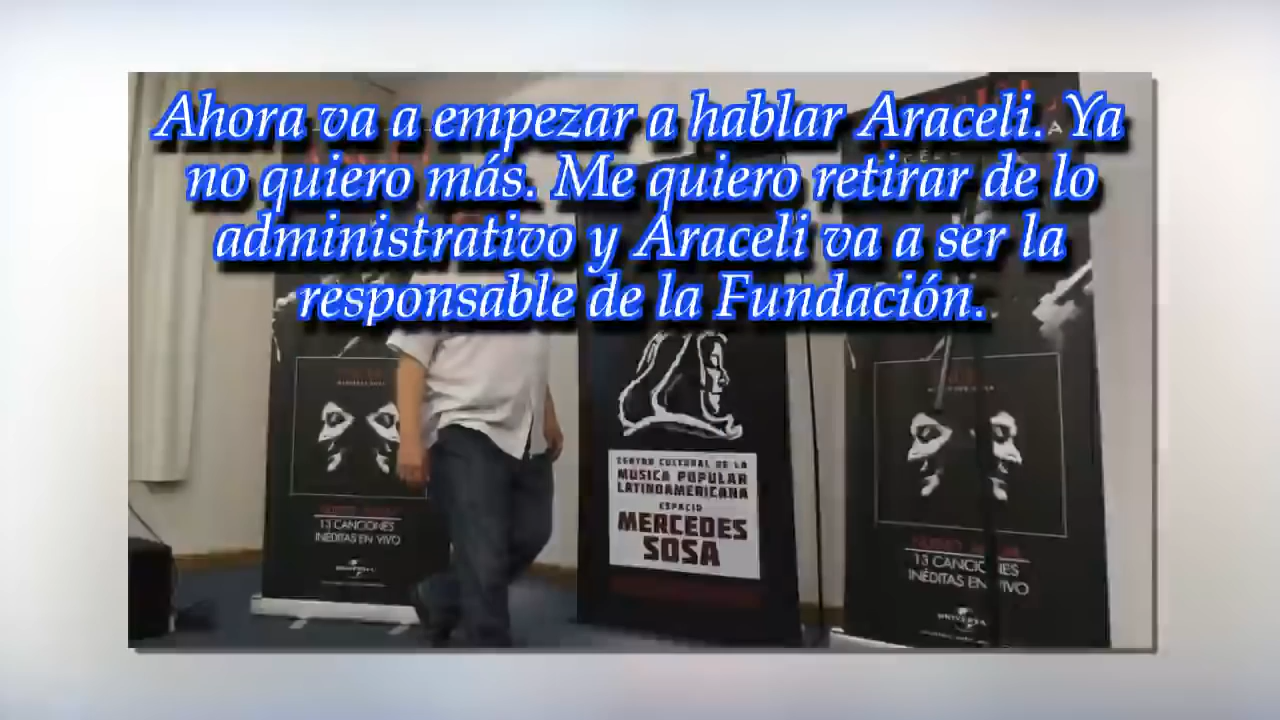 Ahora va a empezar a hablar Araceli. Ya
no quiero más. Me quiero retirar de lo
administrativo y Araceli va a ser la
responsable de la Fundación.
13 CANCIONES
INÉDITAS EN VIVO
UNIVERSAL
CENTRO CULTURAL DE LA
MÚSICA POPULAR
LATINOAMERICANA
ESPACIO
MERCEDES
SOSA
13 CANCIONES
INÉDITAS EN VIVO
UNIVERSAL